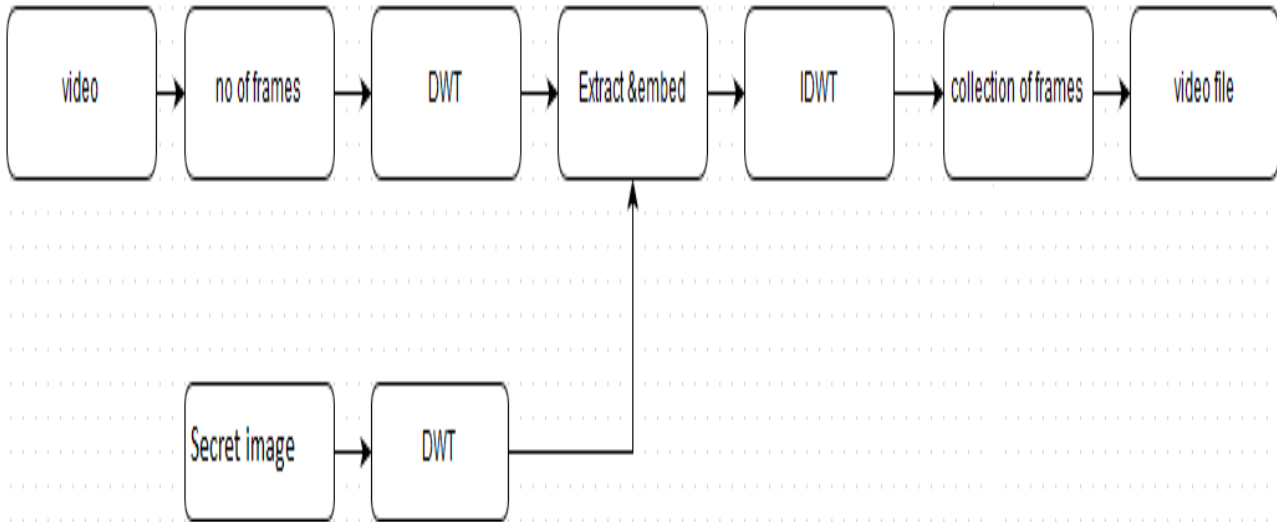 video
no of frames
DWT
Extract &embed
IDWT
collection of frames
video file
Secret image
DWT